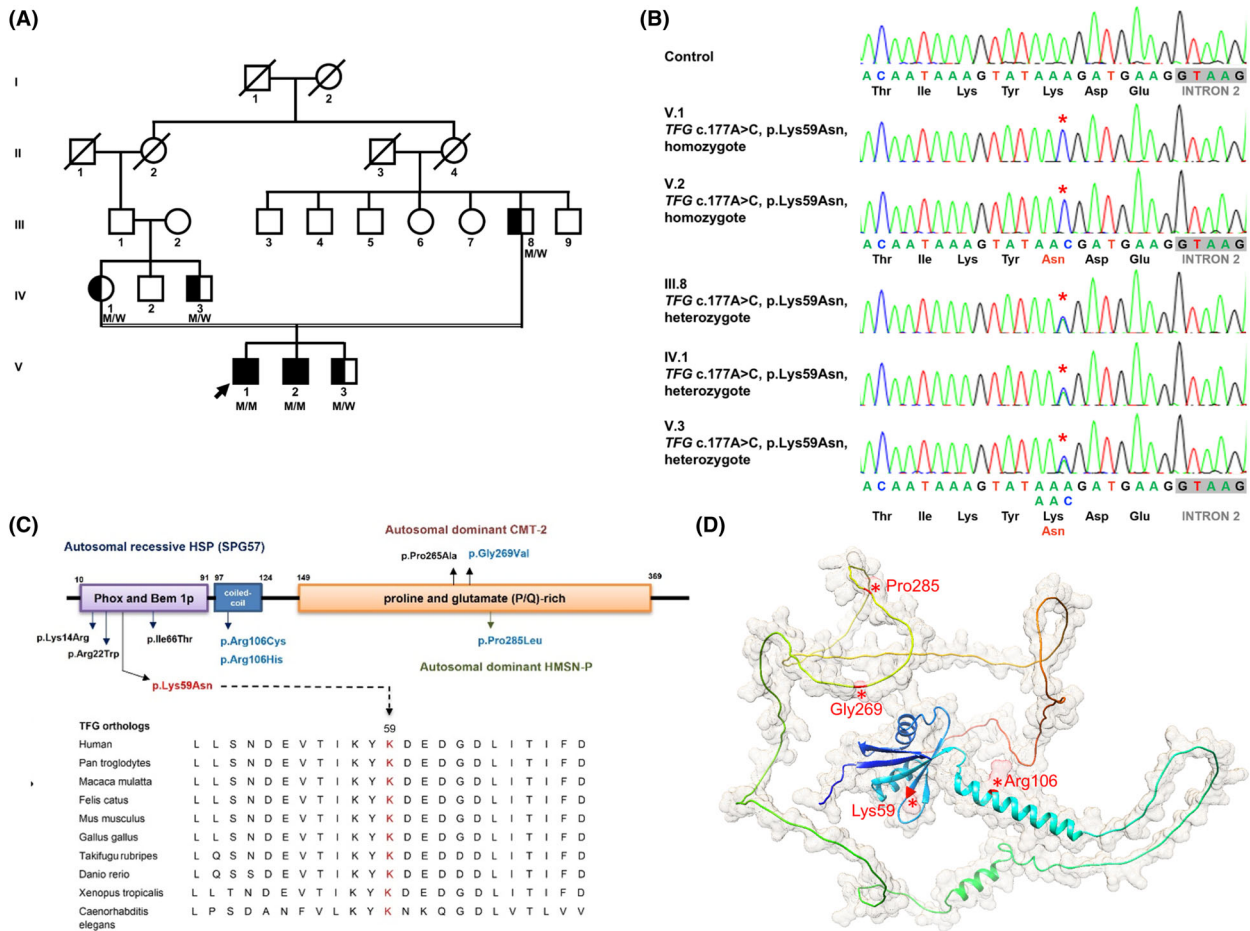 (A)
I
1
2
II
1
2
3
4
III
1
2
3
4
5
6
7
8
9
M/W
IV
1
2
3
M/W
M/W
V
1
2
3
M/M
M/M
M/W
(B)
Control
A C A A T A A A G T A T A A A G A T G A A G G T A A G
Thr Ile Lys Tyr Lys Asp Glu INTRON 2
V.1
TFG c.177A>C, p.Lys59Asn,
homozygote
*
V.2
TFG c.177A>C, p.Lys59Asn,
homozygote
*
A C A A T A A A G T A T A A C G A T G A A G G T A A G
Thr Ile Lys Tyr Asn Asp Glu INTRON 2
III.8
TFG c.177A>C, p.Lys59Asn,
heterozygote
*
IV.1
TFG c.177A>C, p.Lys59Asn,
heterozygote
*
V.3
TFG c.177A>C, p.Lys59Asn,
heterozygote
*
A C A A T A A A G T A T A A A G A T G A A G G T A A G
A A C
Thr Ile Lys Tyr Lys Asp Glu INTRON 2
Asn
(C)
Autosomal dominant CMT-2
Autosomal recessive HSP (SPG57)
p.Pro265Ala
p.Gly269Val
10
91
97
124
149
369
Phox and Bem 1p
coiled-
coil
proline and glutamate (P/Q)-rich
p.Lys14Arg
p.Arg22Trp
p.Ile66Thr
p.Arg106Cys
p.Arg106His
p.Pro285Leu
Autosomal dominant HMSN-P
p.Lys59Asn
TFG orthologs
59
Human L L S N D E V T I K Y K D E D G D L I T I F D
Pan troglodytes L L S N D E V T I K Y K D E D G D L I T I F D
Macaca mulatta L L S N D E V T I K Y K D E D G D L I T I F D
Felis catus L L S N D E V T I K Y K D E D G D L I T I F D
Mus musculus L L S N D E V T I K Y K D E D G D L I T I F D
Gallus gallus L L S N D E V T I K Y K D E D G D L I T I F D
Takifugu rubripes L Q S N D E V T I K Y K D E D D D L I T I F D
Danio rerio L Q S S D E V T I K Y K D E D D D L I T I F D
Xenopus tropicalis L L T N D E V T I K Y K D E D G D L I T I F D
Caenorhabditis L P S D A N F V L K Y K N K Q G D L V T L V V
elegans
(D)
* Pro285
*
Gly269
Lys59
*
* Arg106